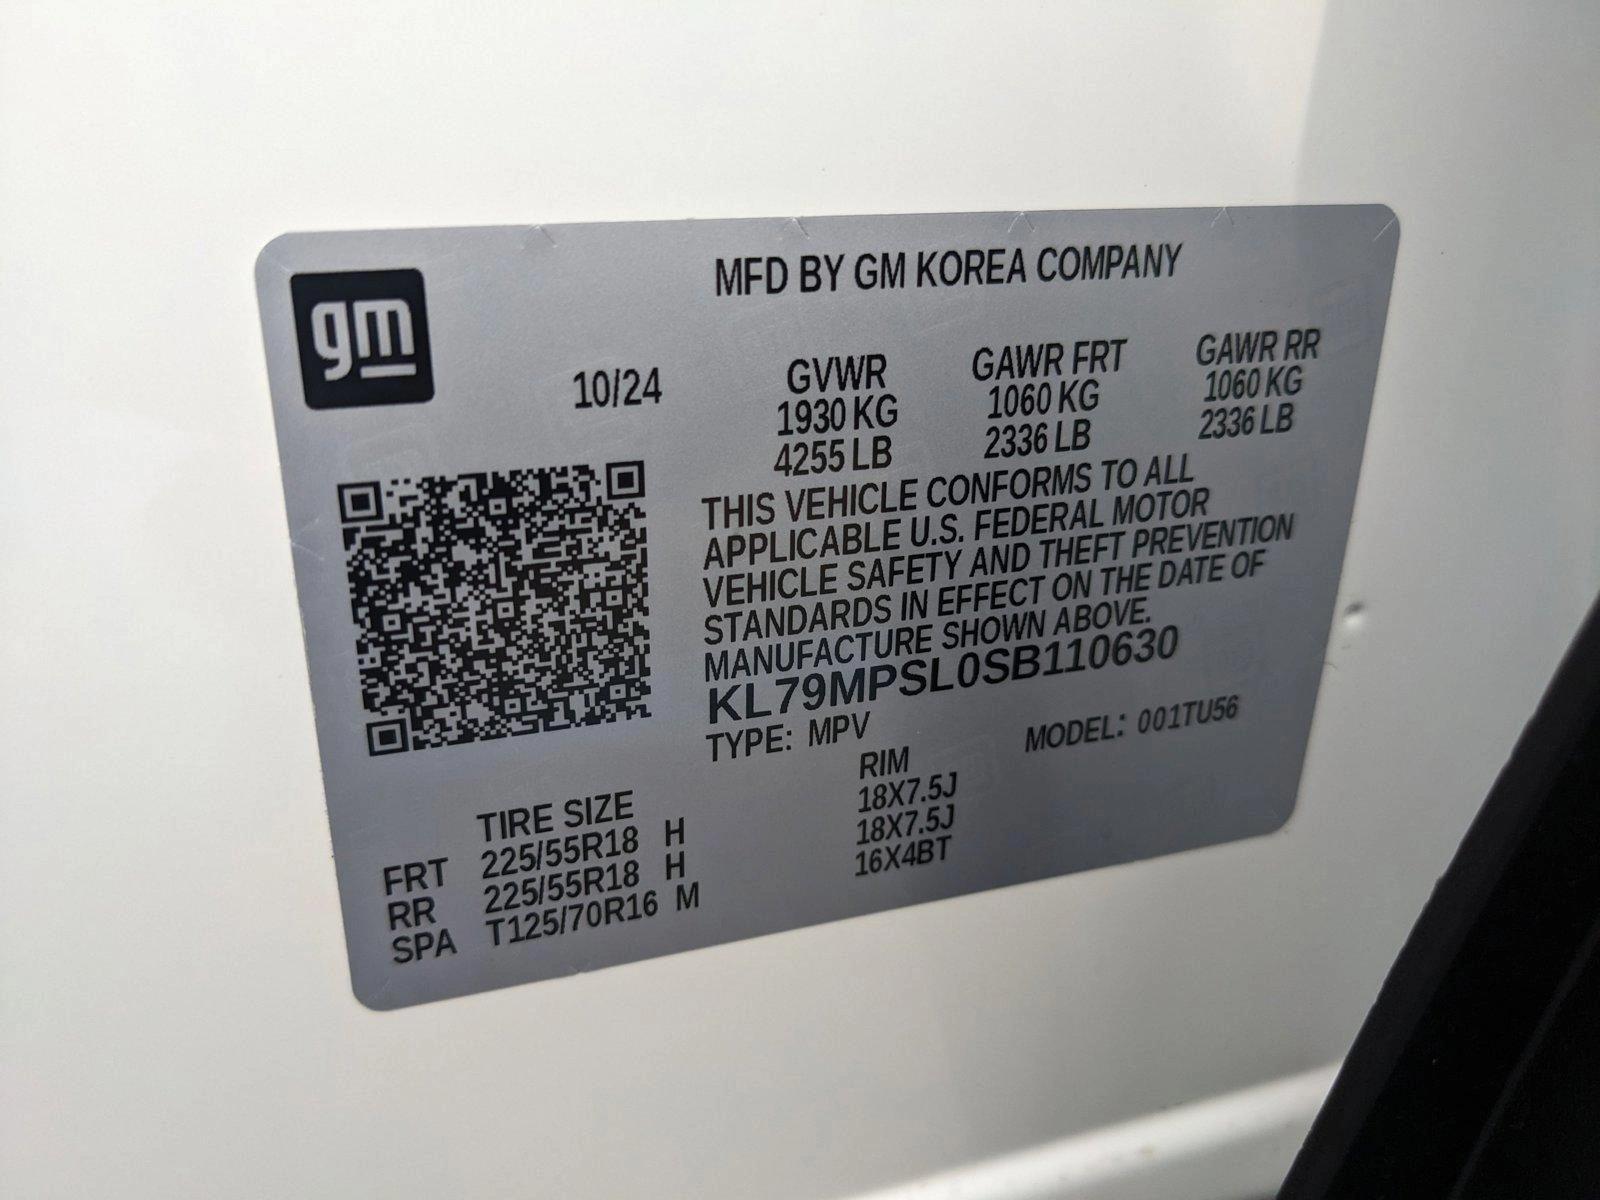 gm
MFD BY GM KOREA COMPANY
10/24
GVWR GAWR FRT GAWR RR
1930 KG 1060 KG 1060 KG
4255 LB 2336 LB 2336 LB
THIS VEHICLE CONFORMS TO ALL
APPLICABLE U.S. FEDERAL MOTOR
VEHICLE SAFETY AND THEFT PREVENTION
STANDARDS IN EFFECT ON THE DATE OF
MANUFACTURE SHOWN ABOVE.
KL79MPSL0SB110630
TYPE: MPV MODEL: 001TU56
TIRE SIZE RIM
FRT 225/55R18 H 18X7.5J
RR 225/55R18 H 18X7.5J
SPA T125/70R16 M 16X4BT